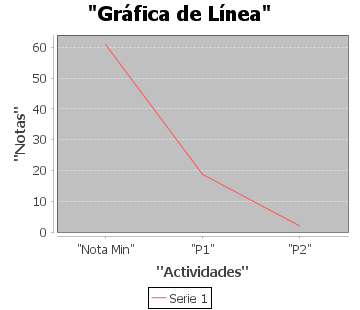 "Gráfica de Línea"
60
50
40
30
20
10
0
"Notas"
"Nota Min" "P1" "P2"
"Actividades"
Serie 1